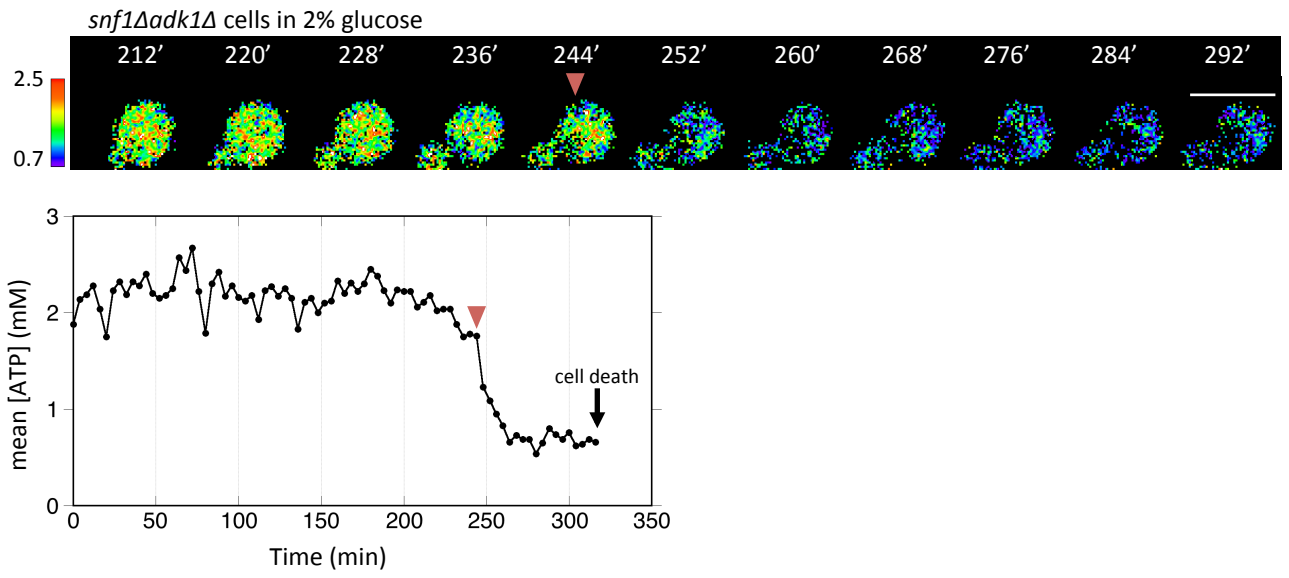 snf1Δadk1Δ cells in 2% glucose
212’ 220’ 228’ 236’ 244’ 252’ 260’ 268’ 276’ 284’ 292’
2.5
0.7
3
2
1
0
mean [ATP] (mM)
cell death
0 50 100 150 200 250 300 350
Time (min)